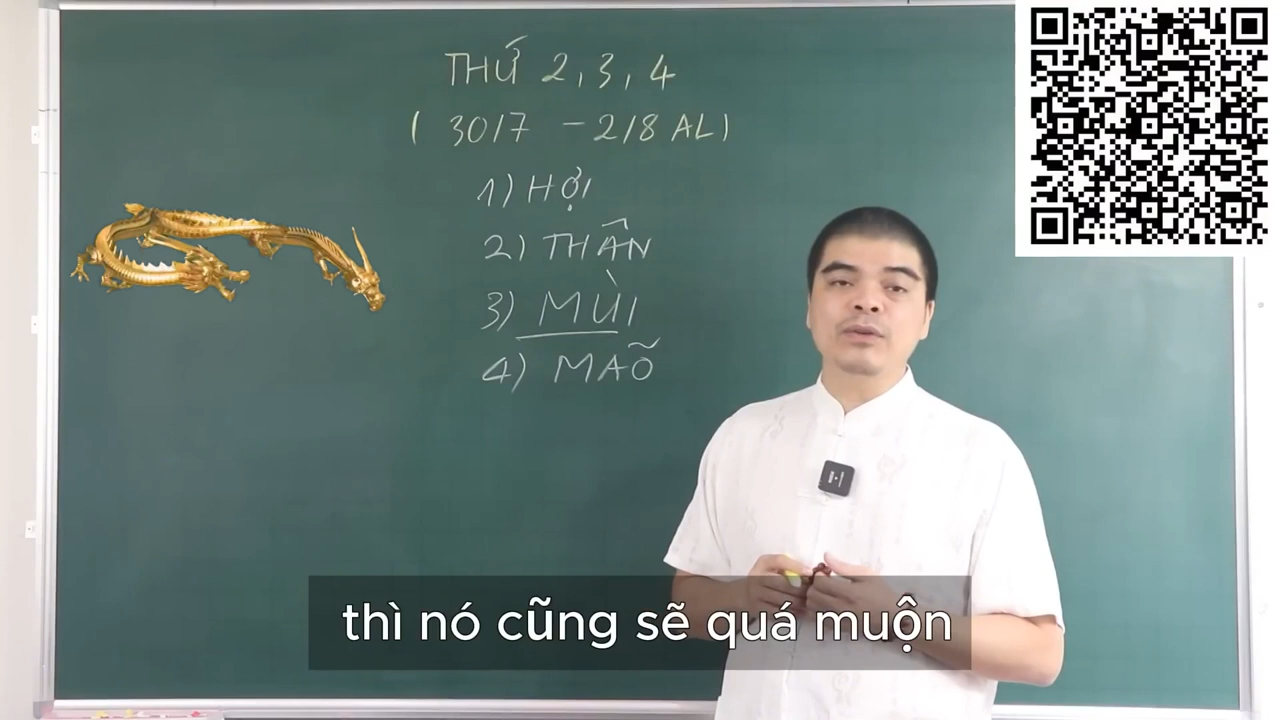 THỨ 2, 3, 4
( 30/7 - 2/8 AL )
1) HỢI
2) THÂN
3) MÙI
4) MAÕ
thì nó cũng sẽ quá muộn